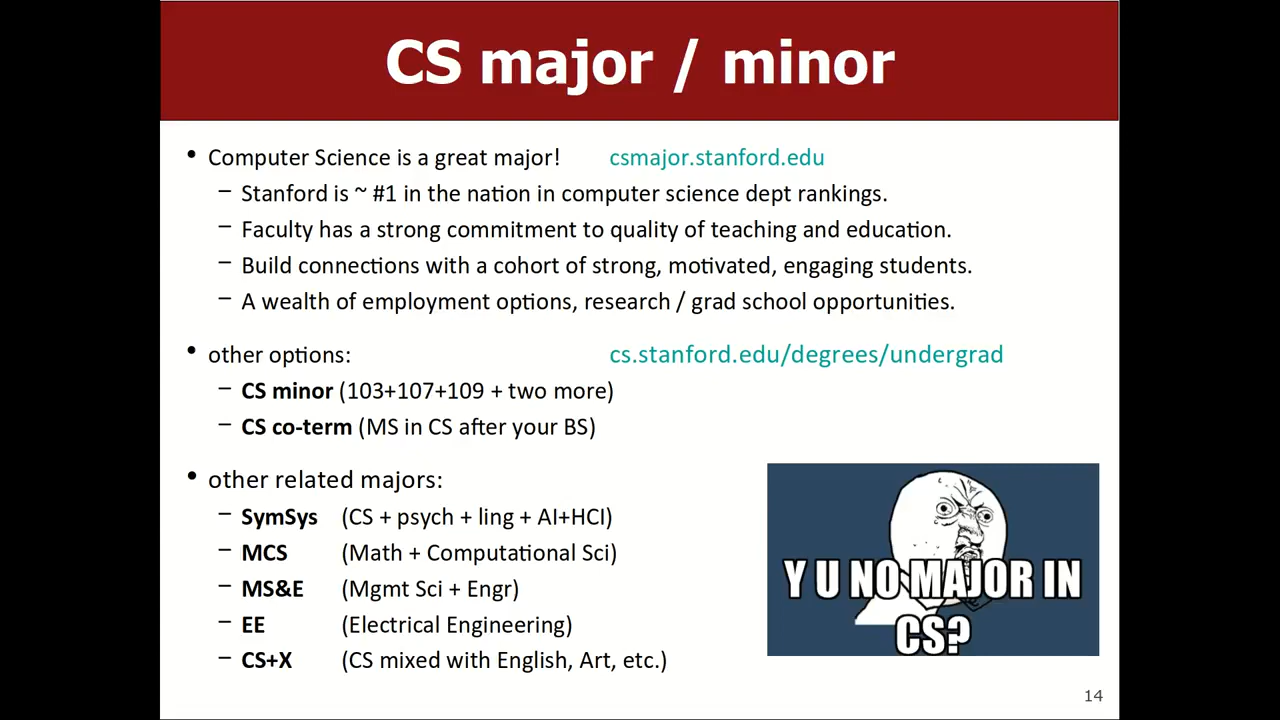 CS major / minor
• Computer Science is a great major! csmajor.stanford.edu
– Stanford is ~ #1 in the nation in computer science dept rankings.
– Faculty has a strong commitment to quality of teaching and education.
– Build connections with a cohort of strong, motivated, engaging students.
– A wealth of employment options, research / grad school opportunities.
• other options: cs.stanford.edu/degrees/undergrad
– CS minor (103+107+109 + two more)
– CS co-term (MS in CS after your BS)
• other related majors:
– SymSys (CS + psych + ling + AI+HCI)
– MCS (Math + Computational Sci)
– MS&E (Mgmt Sci + Engr)
– EE (Electrical Engineering)
– CS+X (CS mixed with English, Art, etc.)
Y U NO MAJOR IN
CS?
14